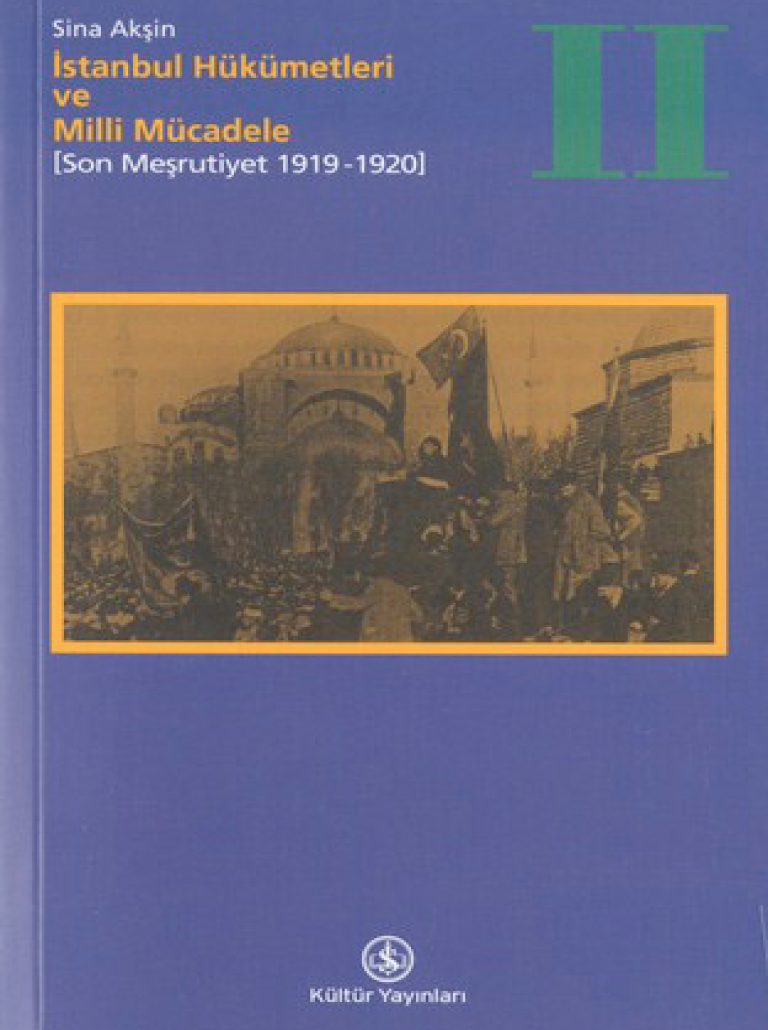 Sina Akşin
İstanbul Hükümetleri
ve
Milli Mücadele
[Son Meşrutiyet 1919-1920]
II
Kültür Yayınları